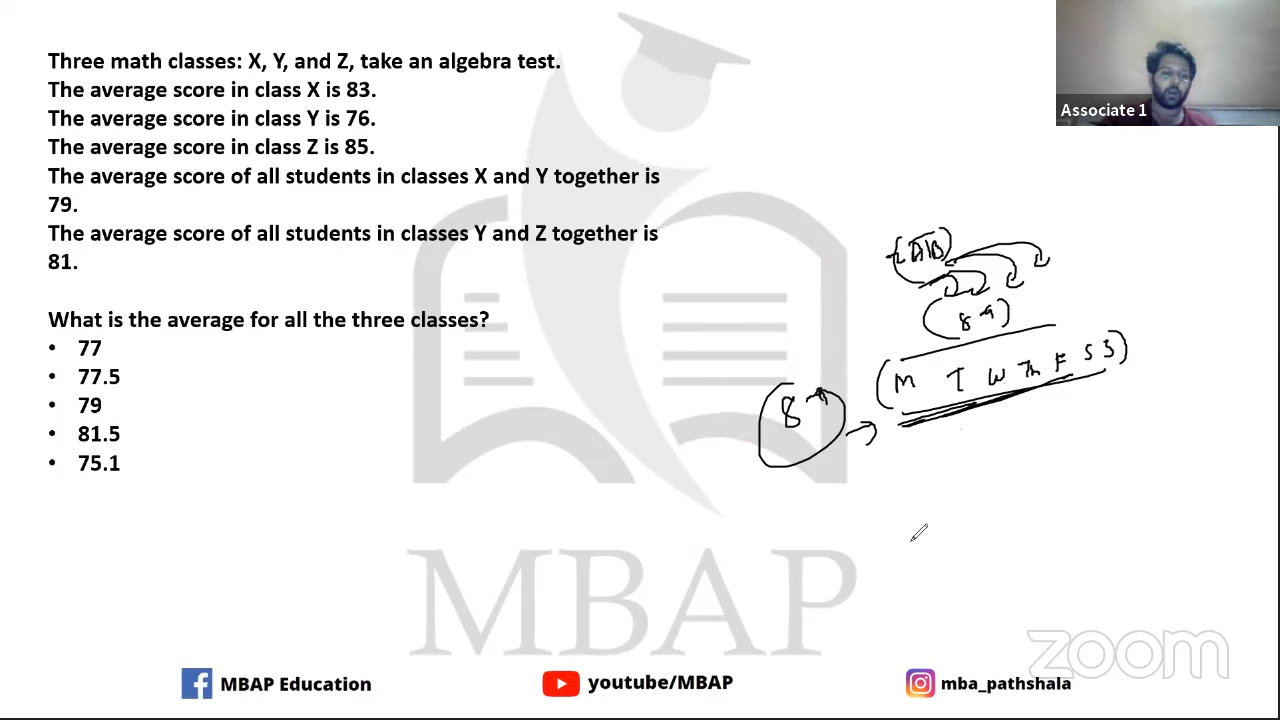 Three math classes: X, Y, and Z, take an algebra test.
The average score in class X is 83.
The average score in class Y is 76.
The average score in class Z is 85.
The average score of all students in classes X and Y together is
79.
The average score of all students in classes Y and Z together is
81.
What is the average for all the three classes?
• 77
• 77.5
• 79
• 81.5
• 75.1
Associate 1
M T W Th F S S
8
MBAP
zoom
MBAP Education
youtube/MBAP
mba_pathshala